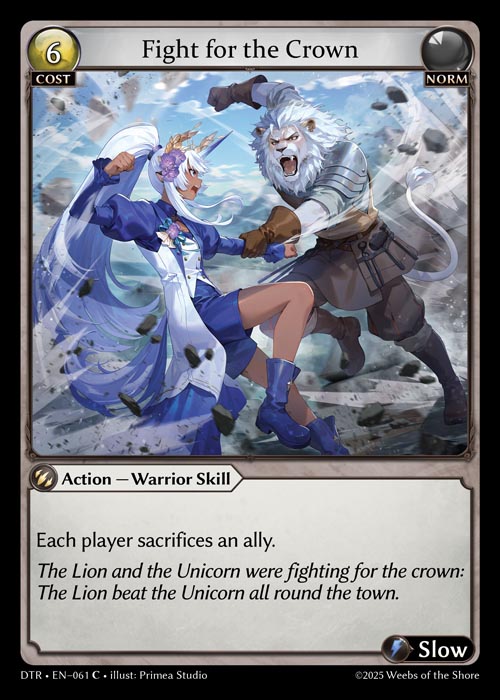 6
Fight for the Crown
COST
NORM
Action — Warrior Skill
Each player sacrifices an ally.
The Lion and the Unicorn were fighting for the crown:
The Lion beat the Unicorn all round the town.
Slow
DTR • EN–061 C • illust: Primea Studio
©2025 Weebs of the Shore